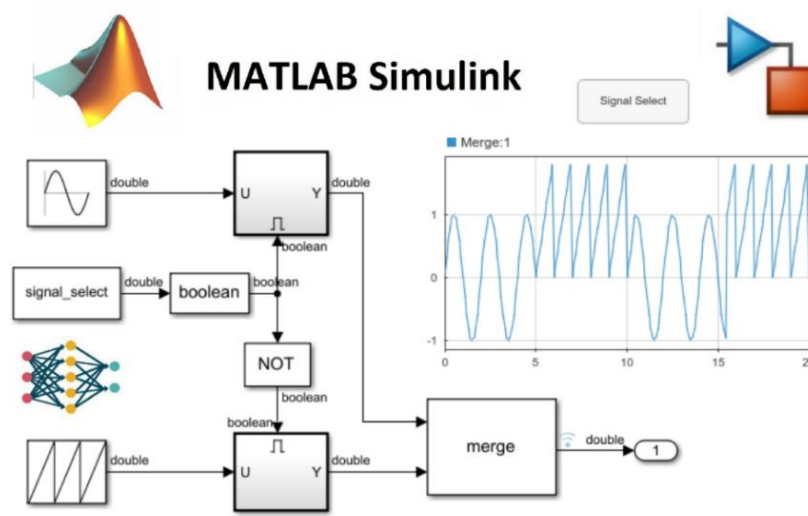 MATLAB Simulink
Signal Select
Merge:1
1
0
-1
0
5
10
15
20
double
U
Y
double
boolean
signal_select
double
boolean
boolean
NOT
boolean
boolean
double
U
Y
double
merge
double
1